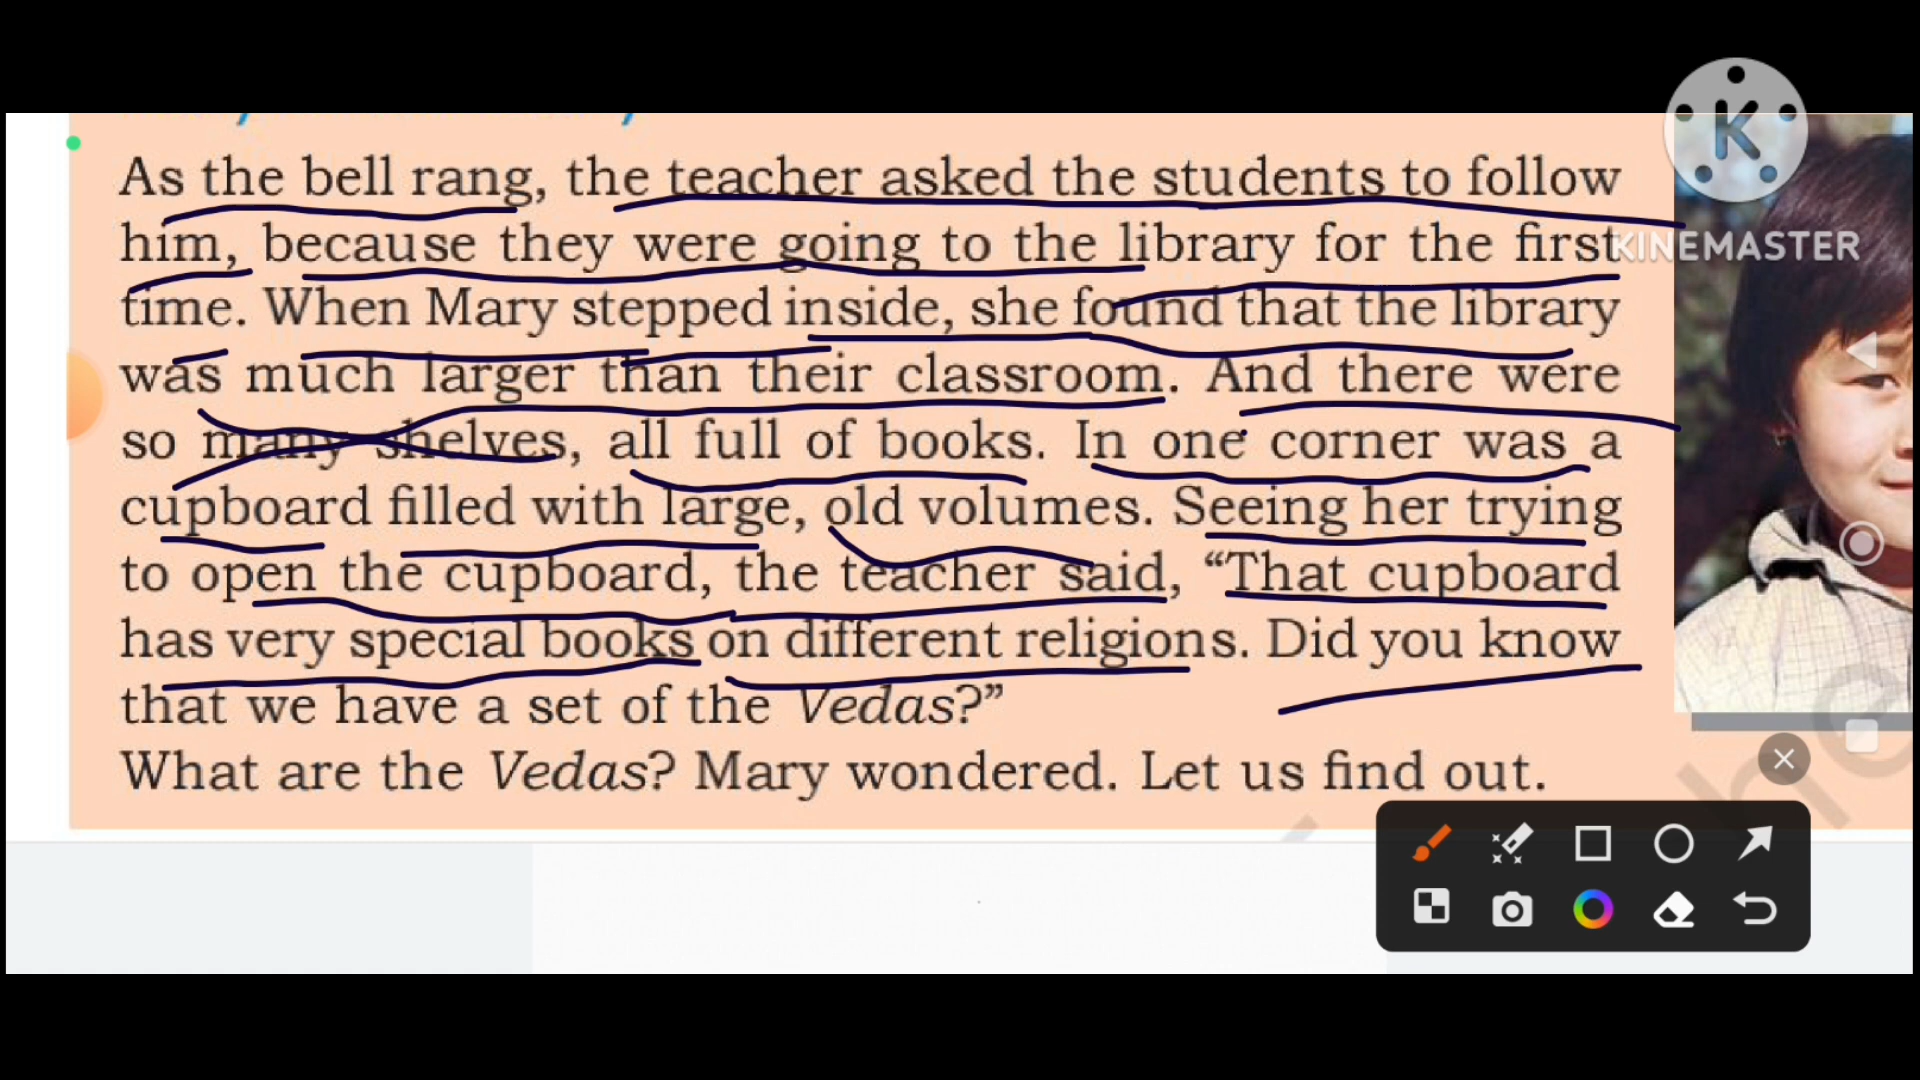 As the bell rang, the teacher asked the students to follow
him, because they were going to the library for the first
KINEMASTER
time. When Mary stepped inside, she found that the library
was much larger than their classroom. And there were
so many shelves, all full of books. In one corner was a
cupboard filled with large, old volumes. Seeing her trying
to open the cupboard, the teacher said, “That cupboard
has very special books on different religions. Did you know
that we have a set of the Vedas?”
What are the Vedas? Mary wondered. Let us find out.